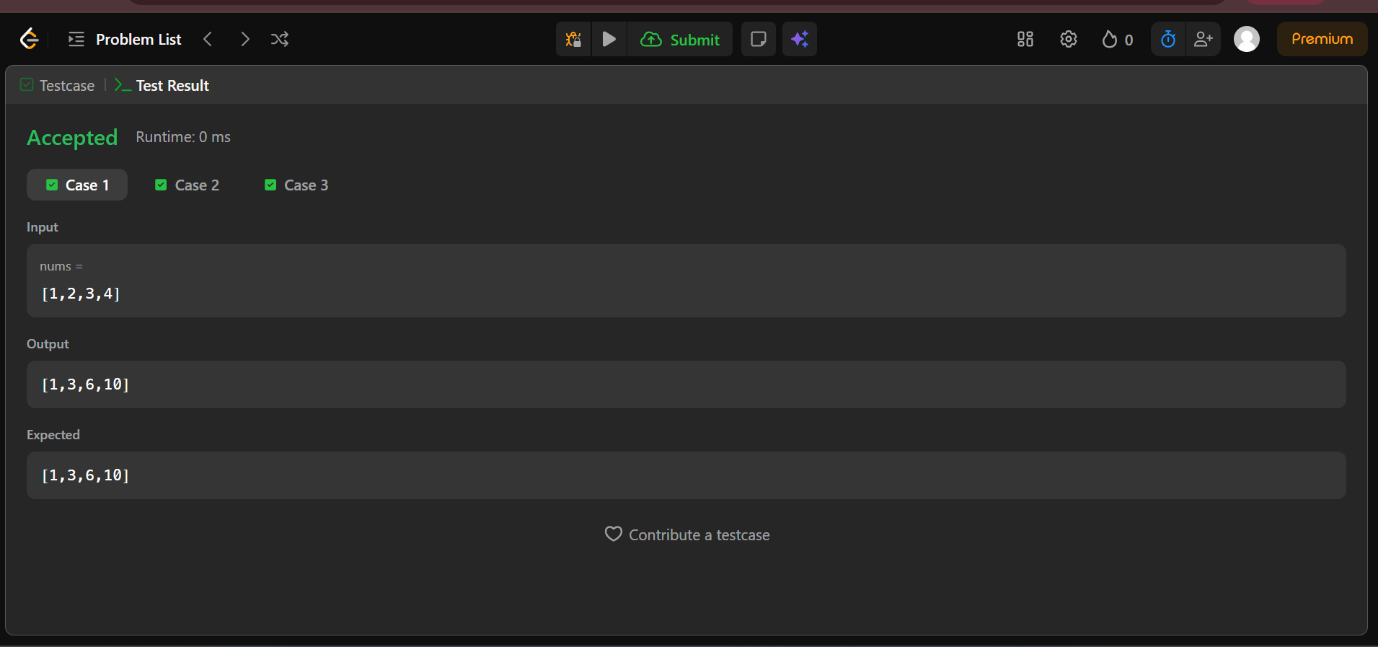 Problem List Submit 0 Premium
Testcase Test Result
Accepted Runtime: 0 ms
Case 1 Case 2 Case 3
Input
nums =
[1,2,3,4]
Output
[1,3,6,10]
Expected
[1,3,6,10]
Contribute a testcase